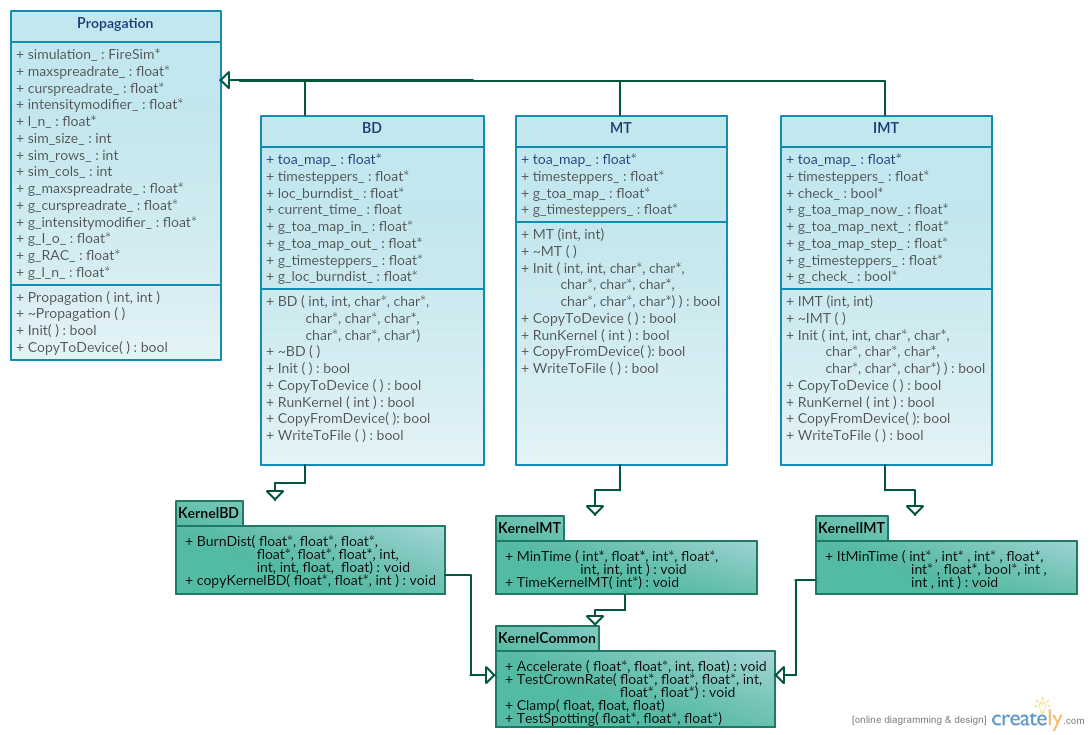 Propagation
+ simulation_ : FireSim*
+ maxspreadrate_ : float*
+ curspreadrate_ : float*
+ intensitymodifier_ : float*
+ l_n_ : float*
+ sim_size_ : int
+ sim_rows_ : int
+ sim_cols_ : int
+ g_maxspreadrate_ : float*
+ g_curspreadrate_ : float*
+ g_intensitymodifier_ : float*
+ g_l_o_ : float*
+ g_RAC_ : float*
+ g_l_n_ : float*
+ Propagation ( int, int )
+ ~Propagation ( )
+ Init( ) : bool
+ CopyToDevice( ) : bool
BD
+ toa_map_ : float*
+ timesteppers_ : float*
+ loc_burndist_ : float*
+ current_time_ : float
+ g_toa_map_in_ : float*
+ g_toa_map_out_ : float*
+ g_timesteppers_ : float*
+ g_loc_burndist_ : float*
+ BD ( int, int, char*, char*,
char*, char*, char*,
char*, char*, char*)
+ ~BD ( )
+ Init ( ) : bool
+ CopyToDevice ( ) : bool
+ RunKernel ( int ) : bool
+ CopyFromDevice( ): bool
+ WriteToFile ( ) : bool
MT
+ toa_map_ : float*
+ timesteppers_ : float*
+ g_toa_map_ : float*
+ g_timesteppers_ : float*
+ MT (int, int)
+ ~MT ( )
+ Init ( int, int, char*, char*,
char*, char*, char*,
char*, char*, char*) ) : bool
+ CopyToDevice ( ) : bool
+ RunKernel ( int ) : bool
+ CopyFromDevice( ): bool
+ WriteToFile ( ) : bool
IMT
+ toa_map_ : float*
+ timesteppers_ : float*
+ check_ : bool*
+ g_toa_map_now_ : float*
+ g_toa_map_next_ : float*
+ g_toa_map_step_ : float*
+ g_timesteppers_ : float*
+ g_check_ : bool*
+ IMT (int, int)
+ ~IMT ( )
+ Init ( int, int, char*, char*,
char*, char*, char*,
char*, char*, char*) ) : bool
+ CopyToDevice ( ) : bool
+ RunKernel ( int ) : bool
+ CopyFromDevice( ): bool
+ WriteToFile ( ) : bool
KernelBD
+ BurnDist( float*, float*, float*,
float*, float*, float*, int,
int, int, float, float) : void
+ copyKernelBD( float*, float*, int ) : void
KernelMT
+ MinTime ( int*, float*, int*, float*,
int, int, int ) : void
+ TimeKernelMT( int*) : void
KernelIMT
+ ItMinTime ( int* , int* , int* , float*,
int* , float*, bool*, int ,
int , int ) : void
KernelCommon
+ Accelerate ( float*, float*, int, float) : void
+ TestCrownRate( float*, float*, float*, int,
float*, float*) : void
+ Clamp( float, float, float)
+ TestSpotting( float*, float*, float*)
[online diagramming & design] creately.com